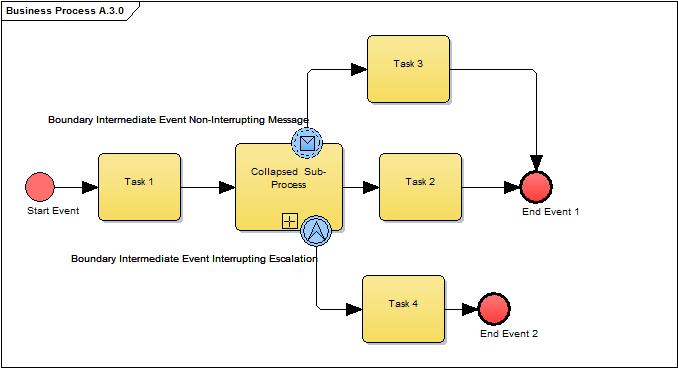 Business Process A.3.0
Task 3
Boundary Intermediate Event Non-Interrupting Message
Collapsed Sub-
Process
Task 1
Task 2
Start Event
End Event 1
Boundary Intermediate Event Interrupting Escalation
Task 4
End Event 2